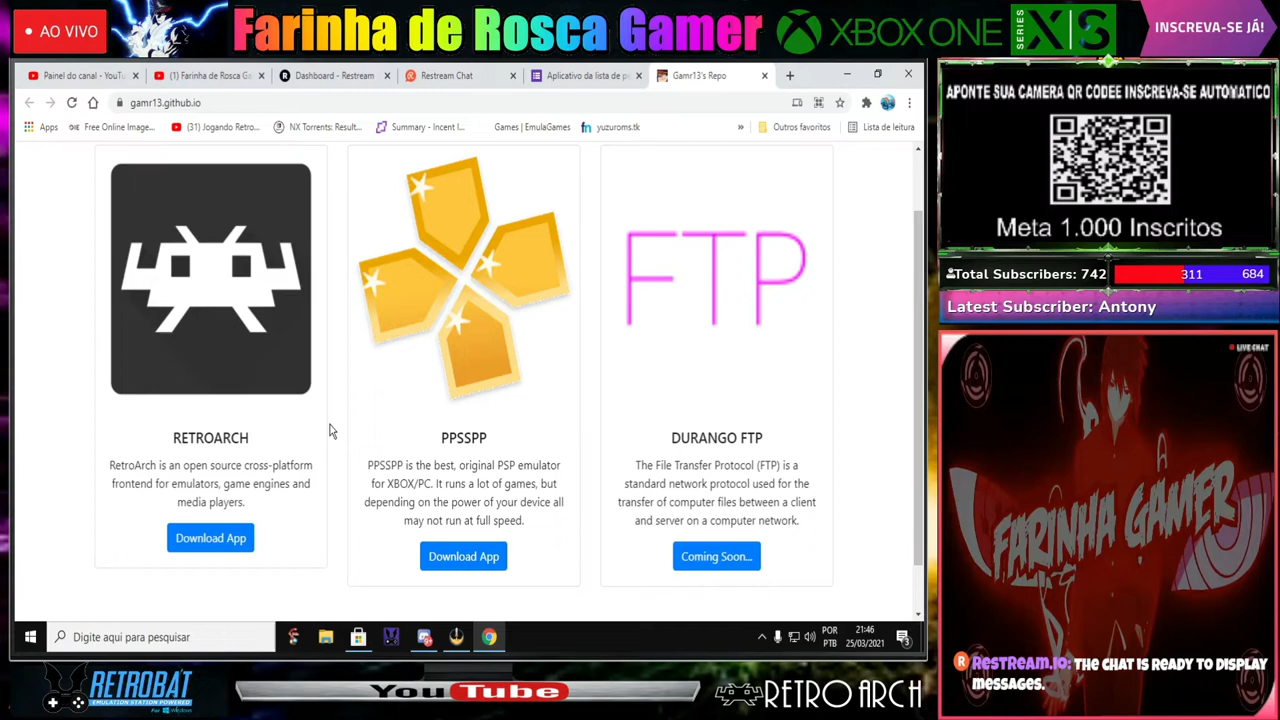 AO VIVO
Farinha de Rosca Gamer
XBOX ONE
SERIES X|S
INSCREVA-SE JÁ!
Painel do canal - YouTu
(1) Farinha de Rosca Ga
Dashboard - Restream
Restream Chat
Aplicativo da lista de pe
Gamr13's Repo
gamr13.github.io
Apps
Free Online Image...
(31) Jogando Retro...
NX Torrents: Result...
Summary - Incent I...
Games | EmulaGames
yuzuroms.tk
»
Outros favoritos
Lista de leitura
FTP
RETROARCH
RetroArch is an open source cross-platform
frontend for emulators, game engines and
media players.
Download App
PPSSPP
PPSSPP is the best, original PSP emulator
for XBOX/PC. It runs a lot of games, but
depending on the power of your device all
may not run at full speed.
Download App
DURANGO FTP
The File Transfer Protocol (FTP) is a
standard network protocol used for the
transfer of computer files between a client
and server on a computer network.
Coming Soon...
Digite aqui para pesquisar
POR
PTB
21:46
25/03/2021
3
APONTE SUA CAMERA QR CODEE INSCREVA-SE AUTOMATICO
Meta 1.000 Inscritos
Total Subscribers: 742
311
684
Latest Subscriber: Antony
LIVE CHAT
FARINHA GAMER
Restream.io: The chat is ready to display
messages.
RETROBAT
EMULATION STATION POWERED
For Windows
YouTube
RETRO ARCH